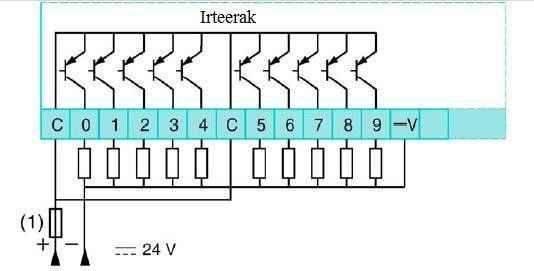 Irteerak
C 0 1 2 3 4 C 5 6 7 8 9 –V
(1)
+ – ⎓ 24 V